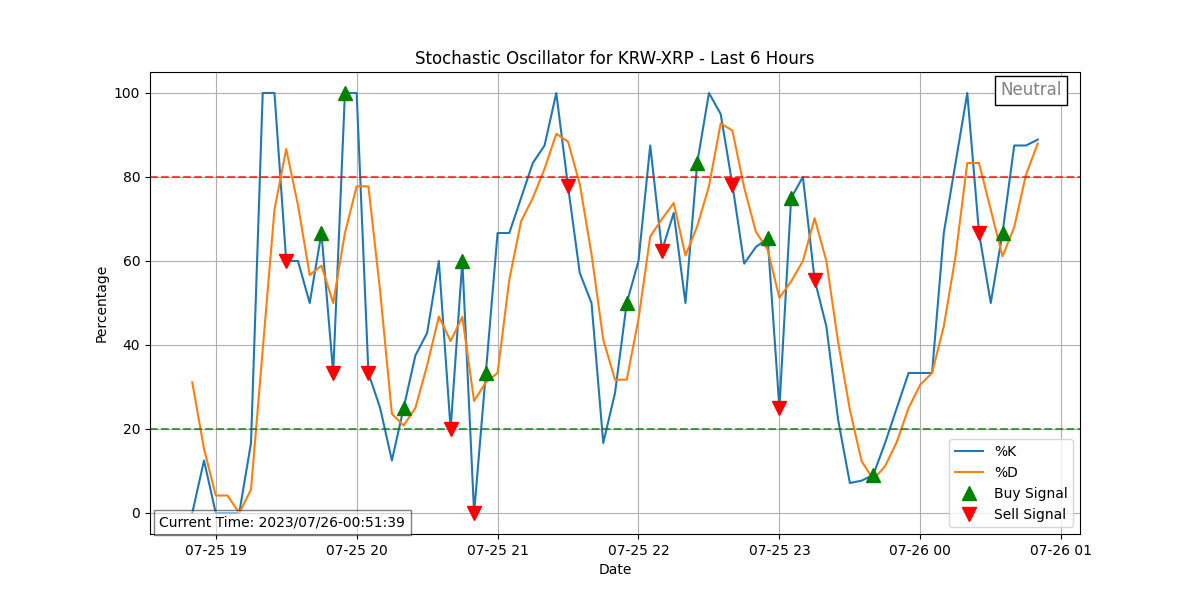 Stochastic Oscillator for KRW-XRP - Last 6 Hours
Neutral
Percentage
100
80
60
40
20
0
%K
%D
Buy Signal
Sell Signal
Current Time: 2023/07/26-00:51:39
07-25 19
07-25 20
07-25 21
07-25 22
07-25 23
07-26 00
07-26 01
Date